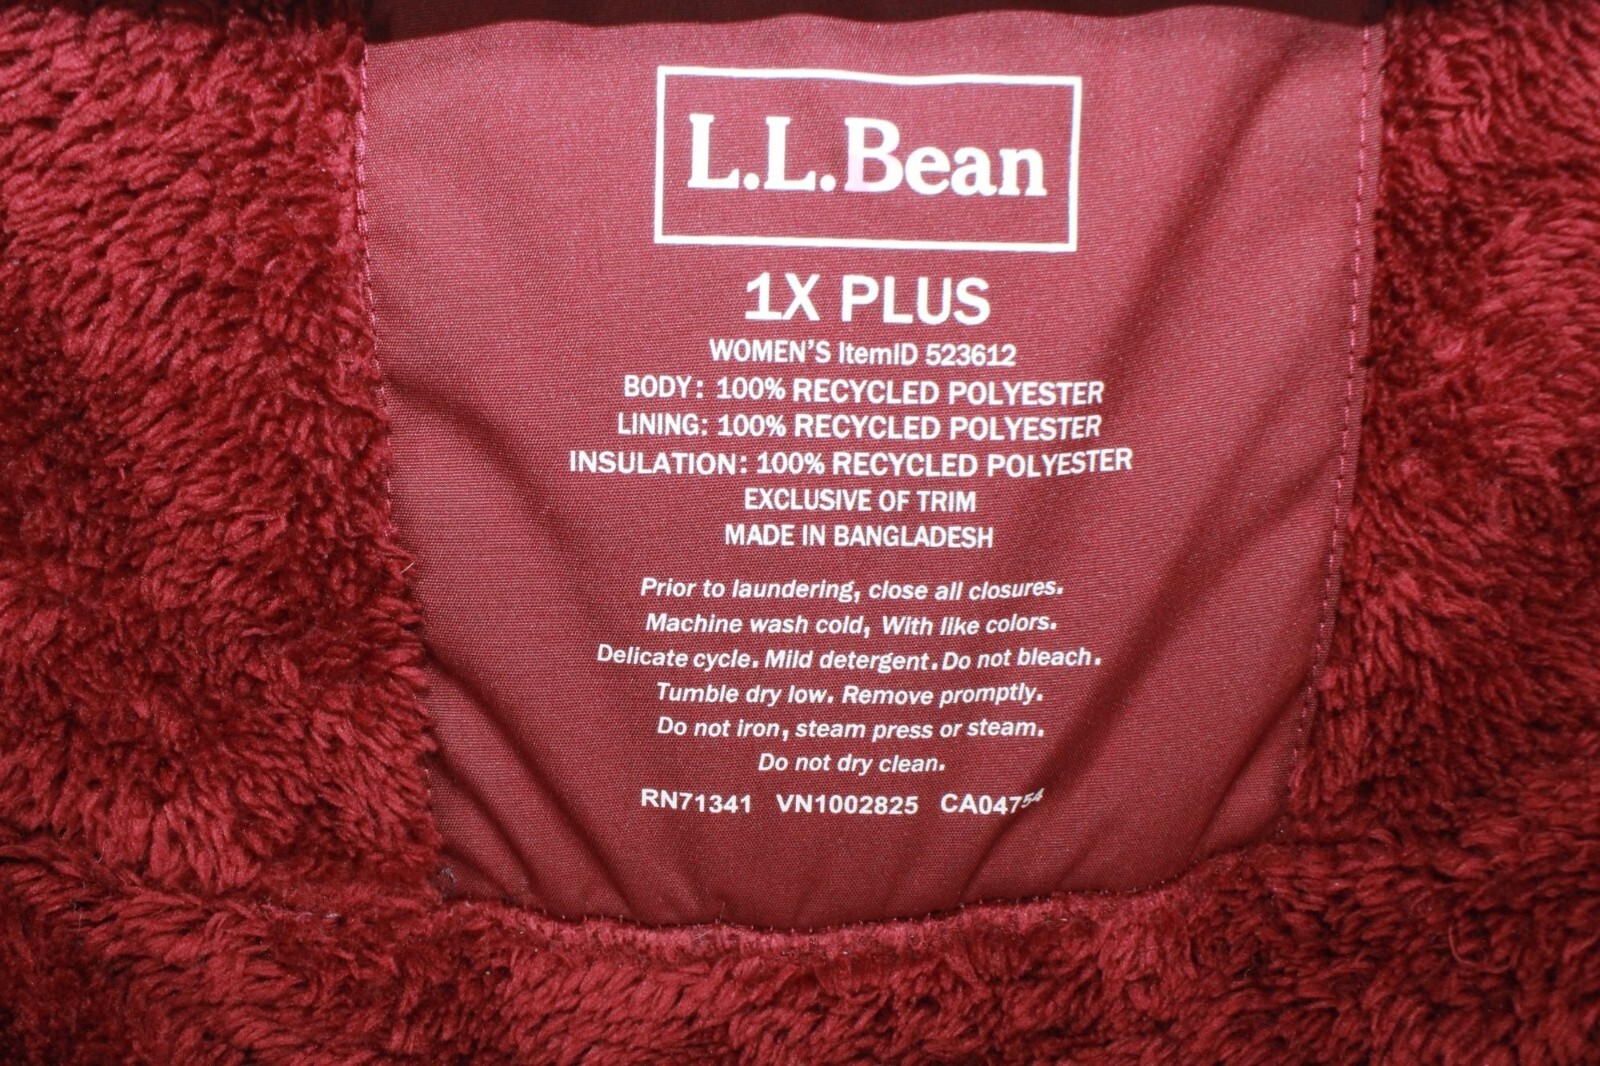 L.L.Bean
1X PLUS
WOMEN'S ItemID 523612
BODY: 100% RECYCLED POLYESTER
LINING: 100% RECYCLED POLYESTER
INSULATION: 100% RECYCLED POLYESTER
EXCLUSIVE OF TRIM
MADE IN BANGLADESH
Prior to laundering, close all closures.
Machine wash cold, With like colors.
Delicate cycle. Mild detergent. Do not bleach.
Tumble dry low. Remove promptly.
Do not iron, steam press or steam.
Do not dry clean.
RN71341 VN1002825 CA04754